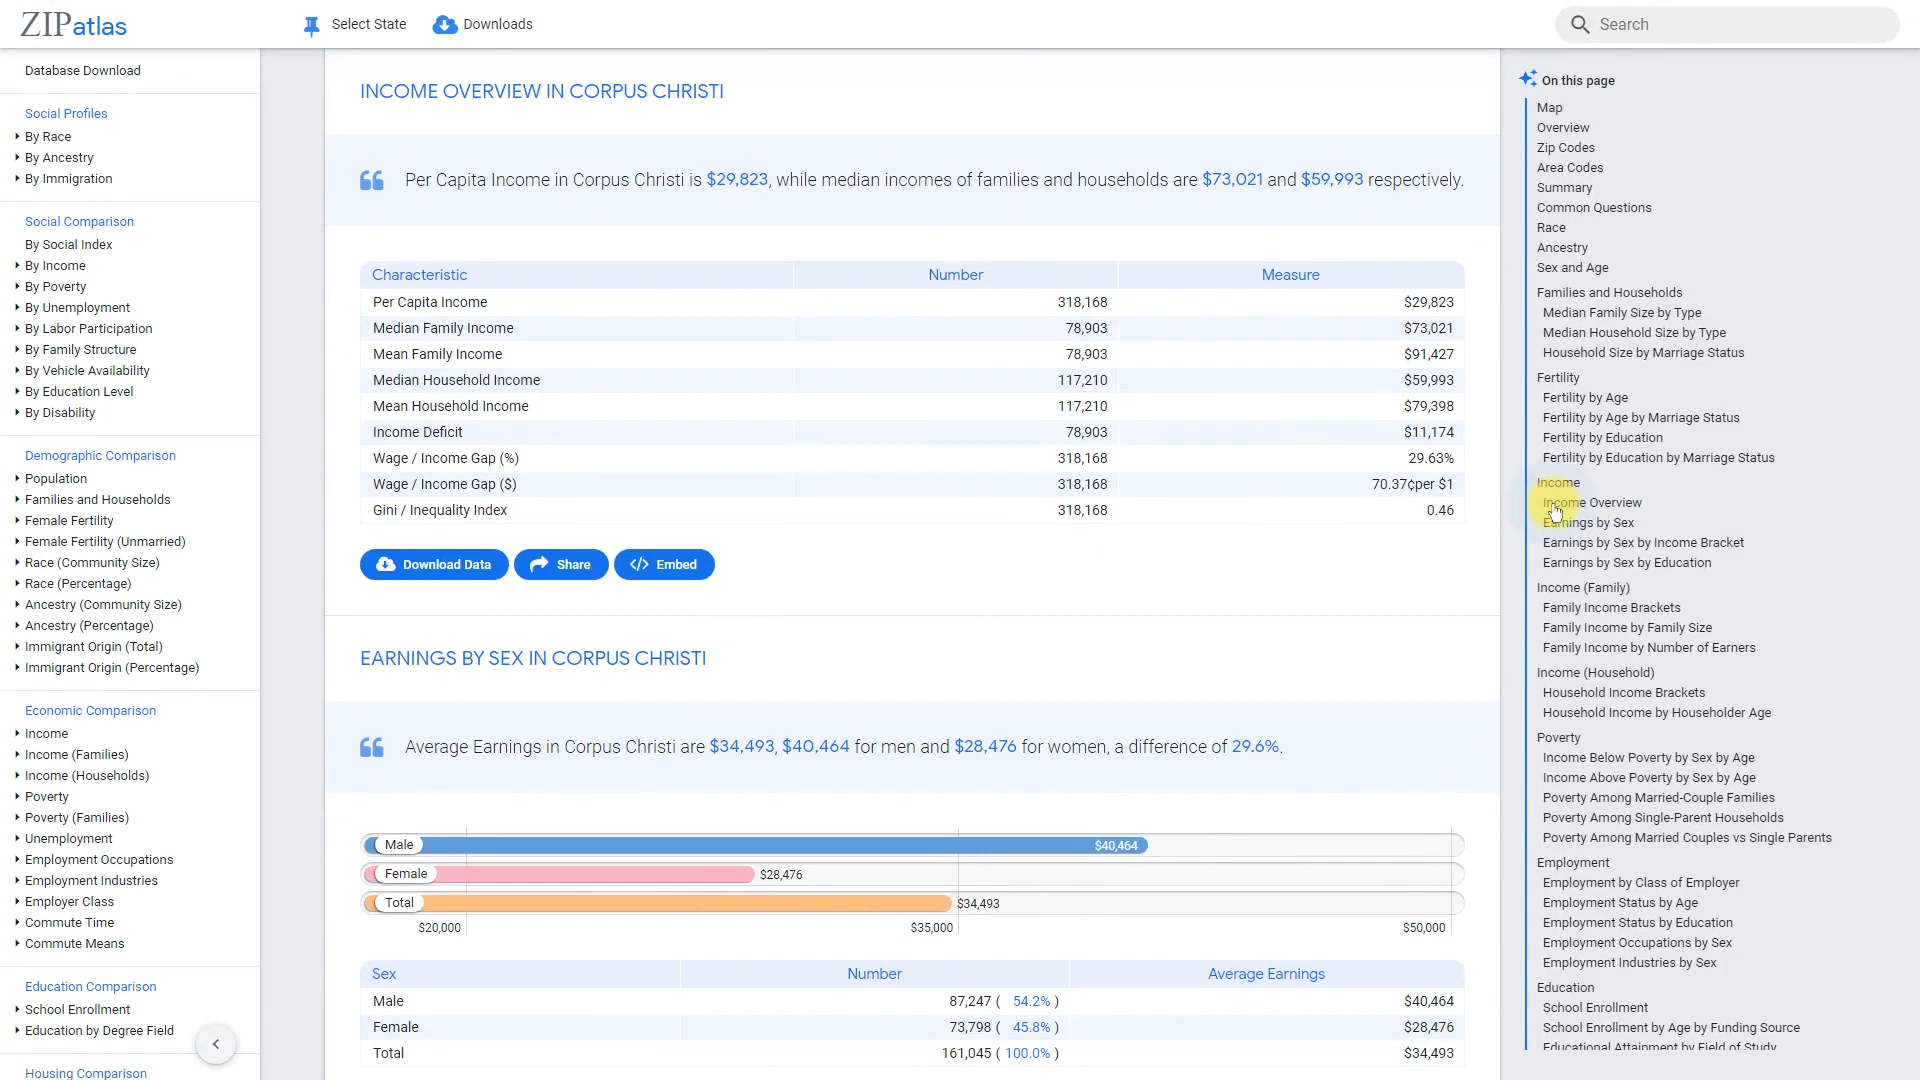 ZIPatlas
Select State
Downloads
Search
Database Download
Social Profiles
By Race
By Ancestry
By Immigration
Social Comparison
By Social Index
By Income
By Poverty
By Unemployment
By Labor Participation
By Family Structure
By Vehicle Availability
By Education Level
By Disability
Demographic Comparison
Population
Families and Households
Female Fertility
Female Fertility (Unmarried)
Race (Community Size)
Race (Percentage)
Ancestry (Community Size)
Ancestry (Percentage)
Immigrant Origin (Total)
Immigrant Origin (Percentage)
Economic Comparison
Income
Income (Families)
Income (Households)
Poverty
Poverty (Families)
Unemployment
Employment Occupations
Employment Industries
Employer Class
Commute Time
Commute Means
Education Comparison
School Enrollment
Education by Degree Field
Housing Comparison
INCOME OVERVIEW IN CORPUS CHRISTI
Per Capita Income in Corpus Christi is $29,823, while median incomes of families and households are $73,021 and $59,993 respectively.
Characteristic Number Measure
Per Capita Income 318,168 $29,823
Median Family Income 78,903 $73,021
Mean Family Income 78,903 $91,427
Median Household Income 117,210 $59,993
Mean Household Income 117,210 $79,398
Income Deficit 78,903 $11,174
Wage / Income Gap (%) 318,168 29.63%
Wage / Income Gap ($) 318,168 70.37¢per $1
Gini / Inequality Index 318,168 0.46
Download Data Share Embed
EARNINGS BY SEX IN CORPUS CHRISTI
Average Earnings in Corpus Christi are $34,493, $40,464 for men and $28,476 for women, a difference of 29.6%.
Male $40,464
Female $28,476
Total $34,493
$20,000 $35,000 $50,000
Sex Number Average Earnings
Male 87,247 ( 54.2% ) $40,464
Female 73,798 ( 45.8% ) $28,476
Total 161,045 ( 100.0% ) $34,493
On this page
Map
Overview
Zip Codes
Area Codes
Summary
Common Questions
Race
Ancestry
Sex and Age
Families and Households
Median Family Size by Type
Median Household Size by Type
Household Size by Marriage Status
Fertility
Fertility by Age
Fertility by Age by Marriage Status
Fertility by Education
Fertility by Education by Marriage Status
Income
Income Overview
Earnings by Sex
Earnings by Sex by Income Bracket
Earnings by Sex by Education
Income (Family)
Family Income Brackets
Family Income by Family Size
Family Income by Number of Earners
Income (Household)
Household Income Brackets
Household Income by Householder Age
Poverty
Income Below Poverty by Sex by Age
Income Above Poverty by Sex by Age
Poverty Among Married-Couple Families
Poverty Among Single-Parent Households
Poverty Among Married Couples vs Single Parents
Employment
Employment by Class of Employer
Employment Status by Age
Employment Status by Education
Employment Occupations by Sex
Employment Industries by Sex
Education
School Enrollment
School Enrollment by Age by Funding Source
Educational Attainment by Field of Study